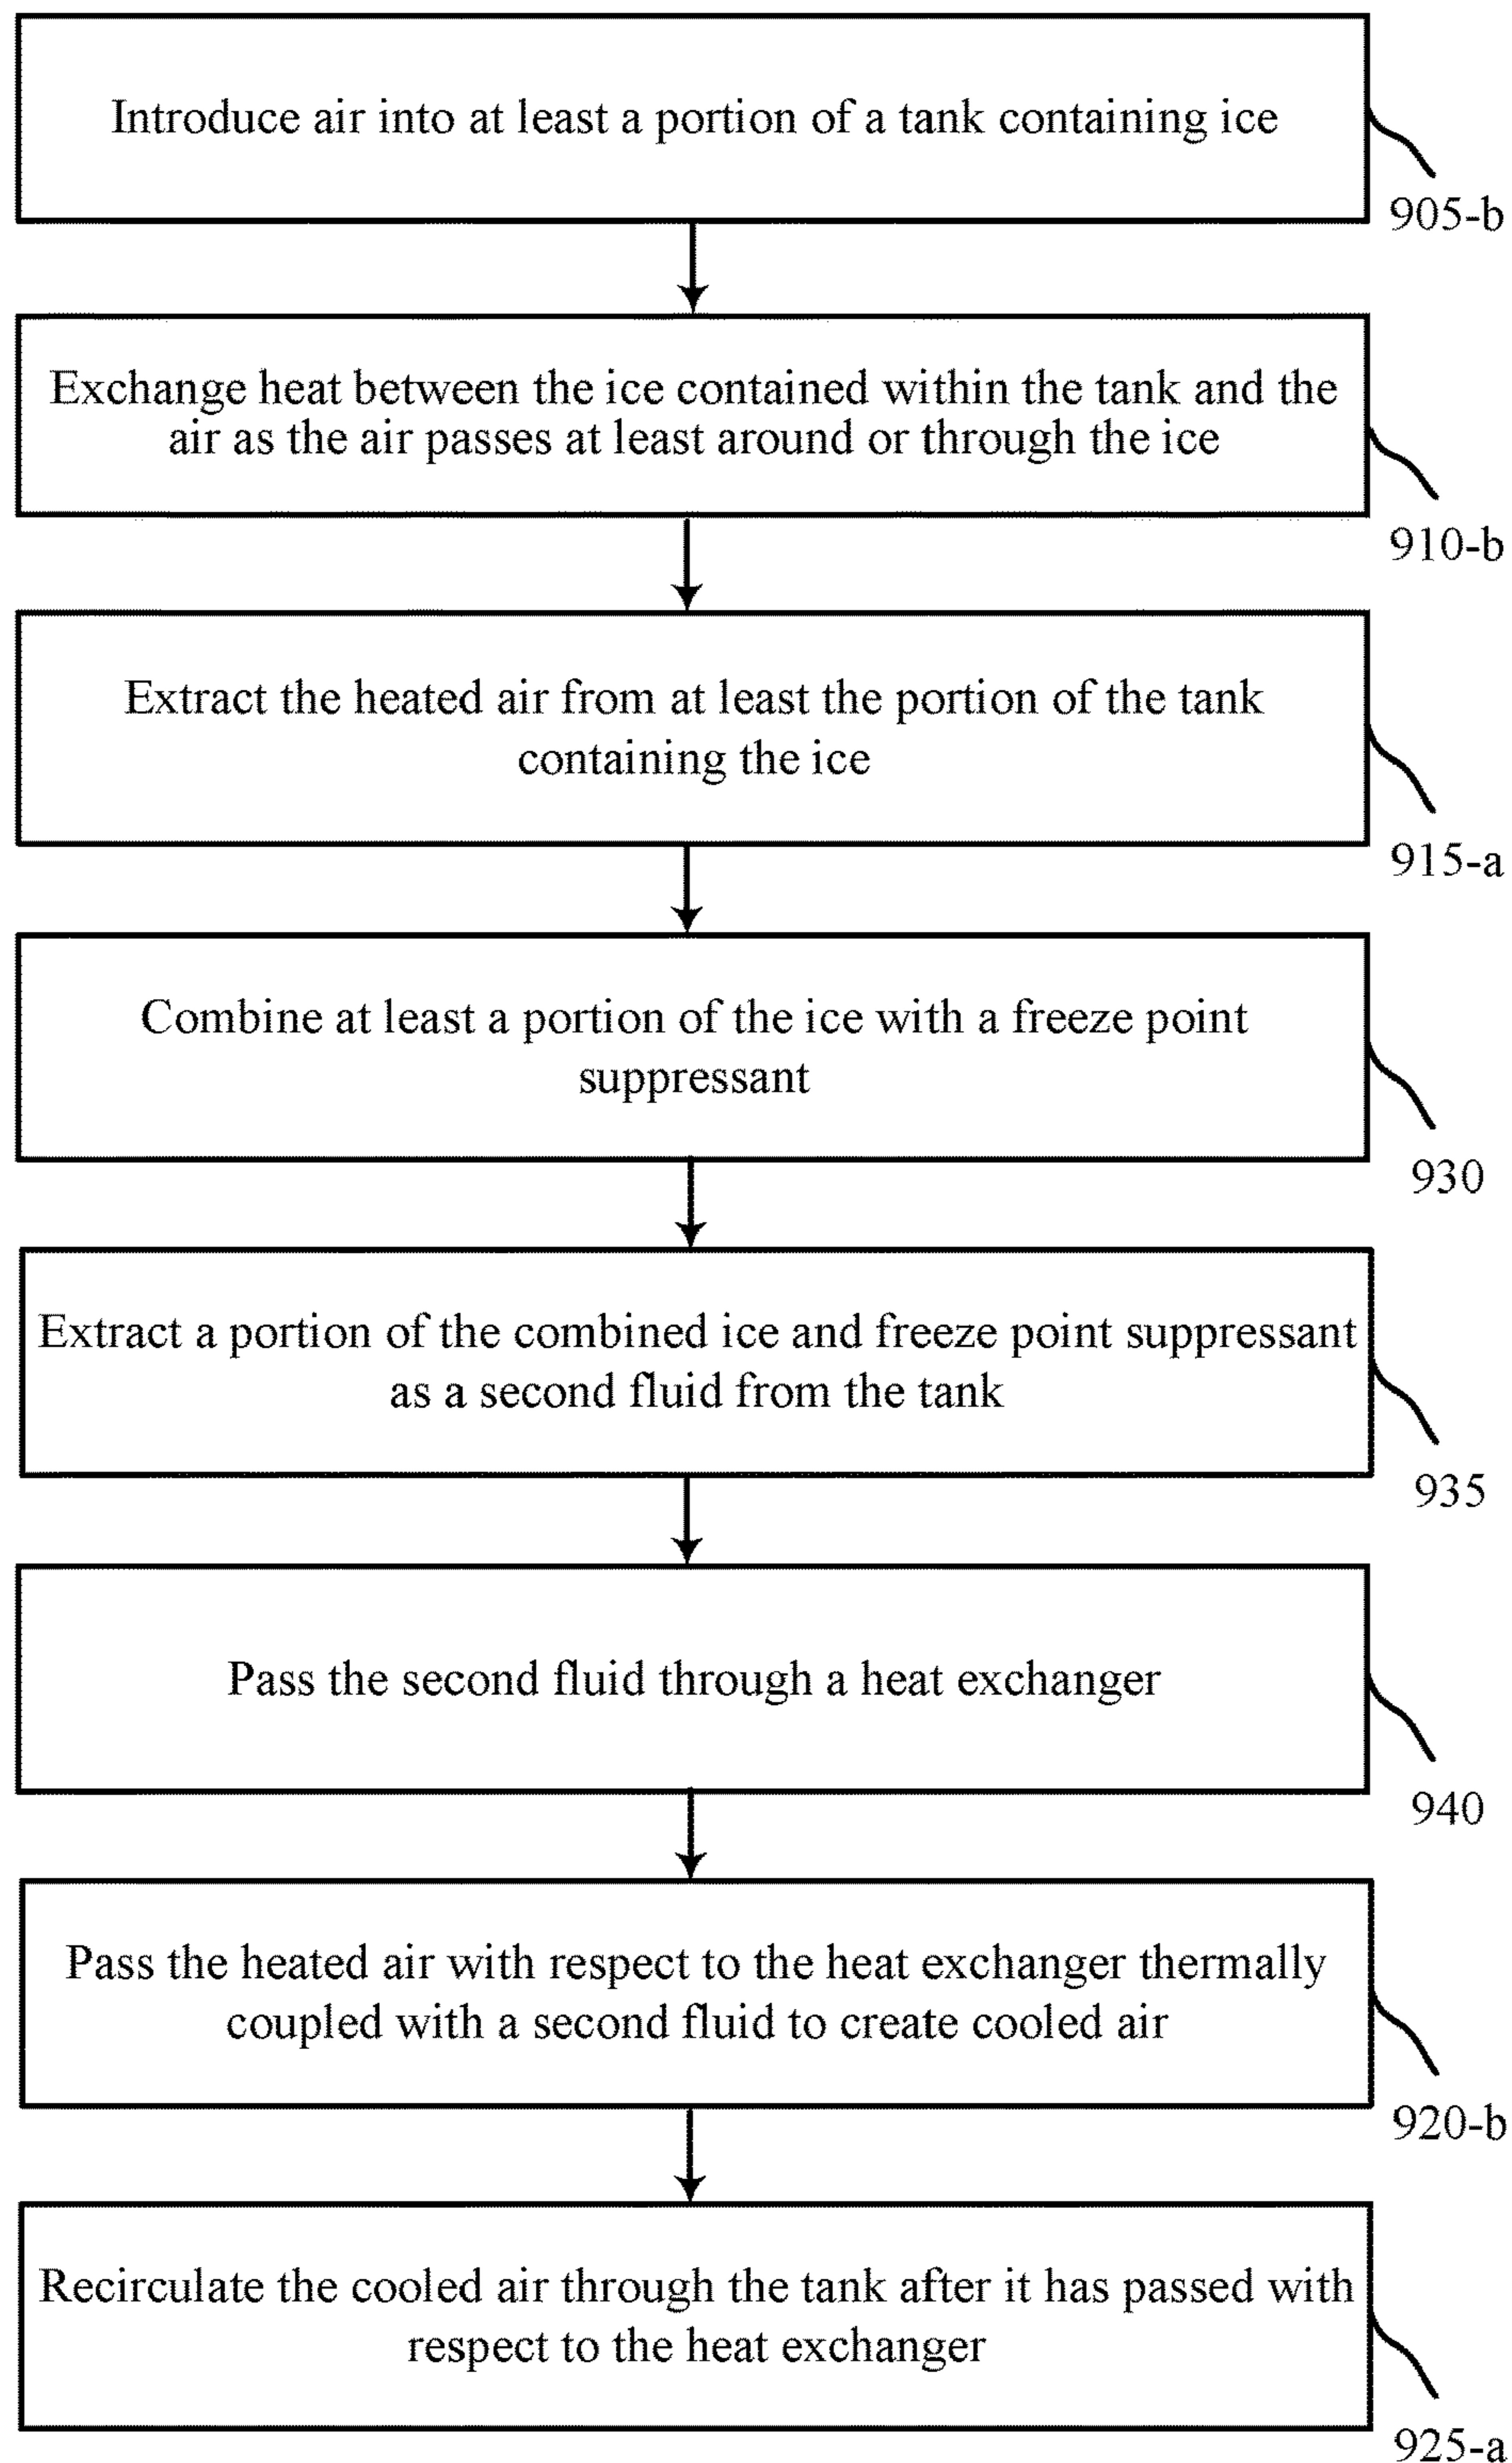 Introduce air into at least a portion of a tank containing ice
905-b
Exchange heat between the ice contained within the tank and the
air as the air passes at least around or through the ice
910-b
Extract the heated air from at least the portion of the tank
containing the ice
915-a
Combine at least a portion of the ice with a freeze point
suppressant
930
Extract a portion of the combined ice and freeze point suppressant
as a second fluid from the tank
935
Pass the second fluid through a heat exchanger
940
Pass the heated air with respect to the heat exchanger thermally
coupled with a second fluid to create cooled air
920-b
Recirculate the cooled air through the tank after it has passed with
respect to the heat exchanger
925-a